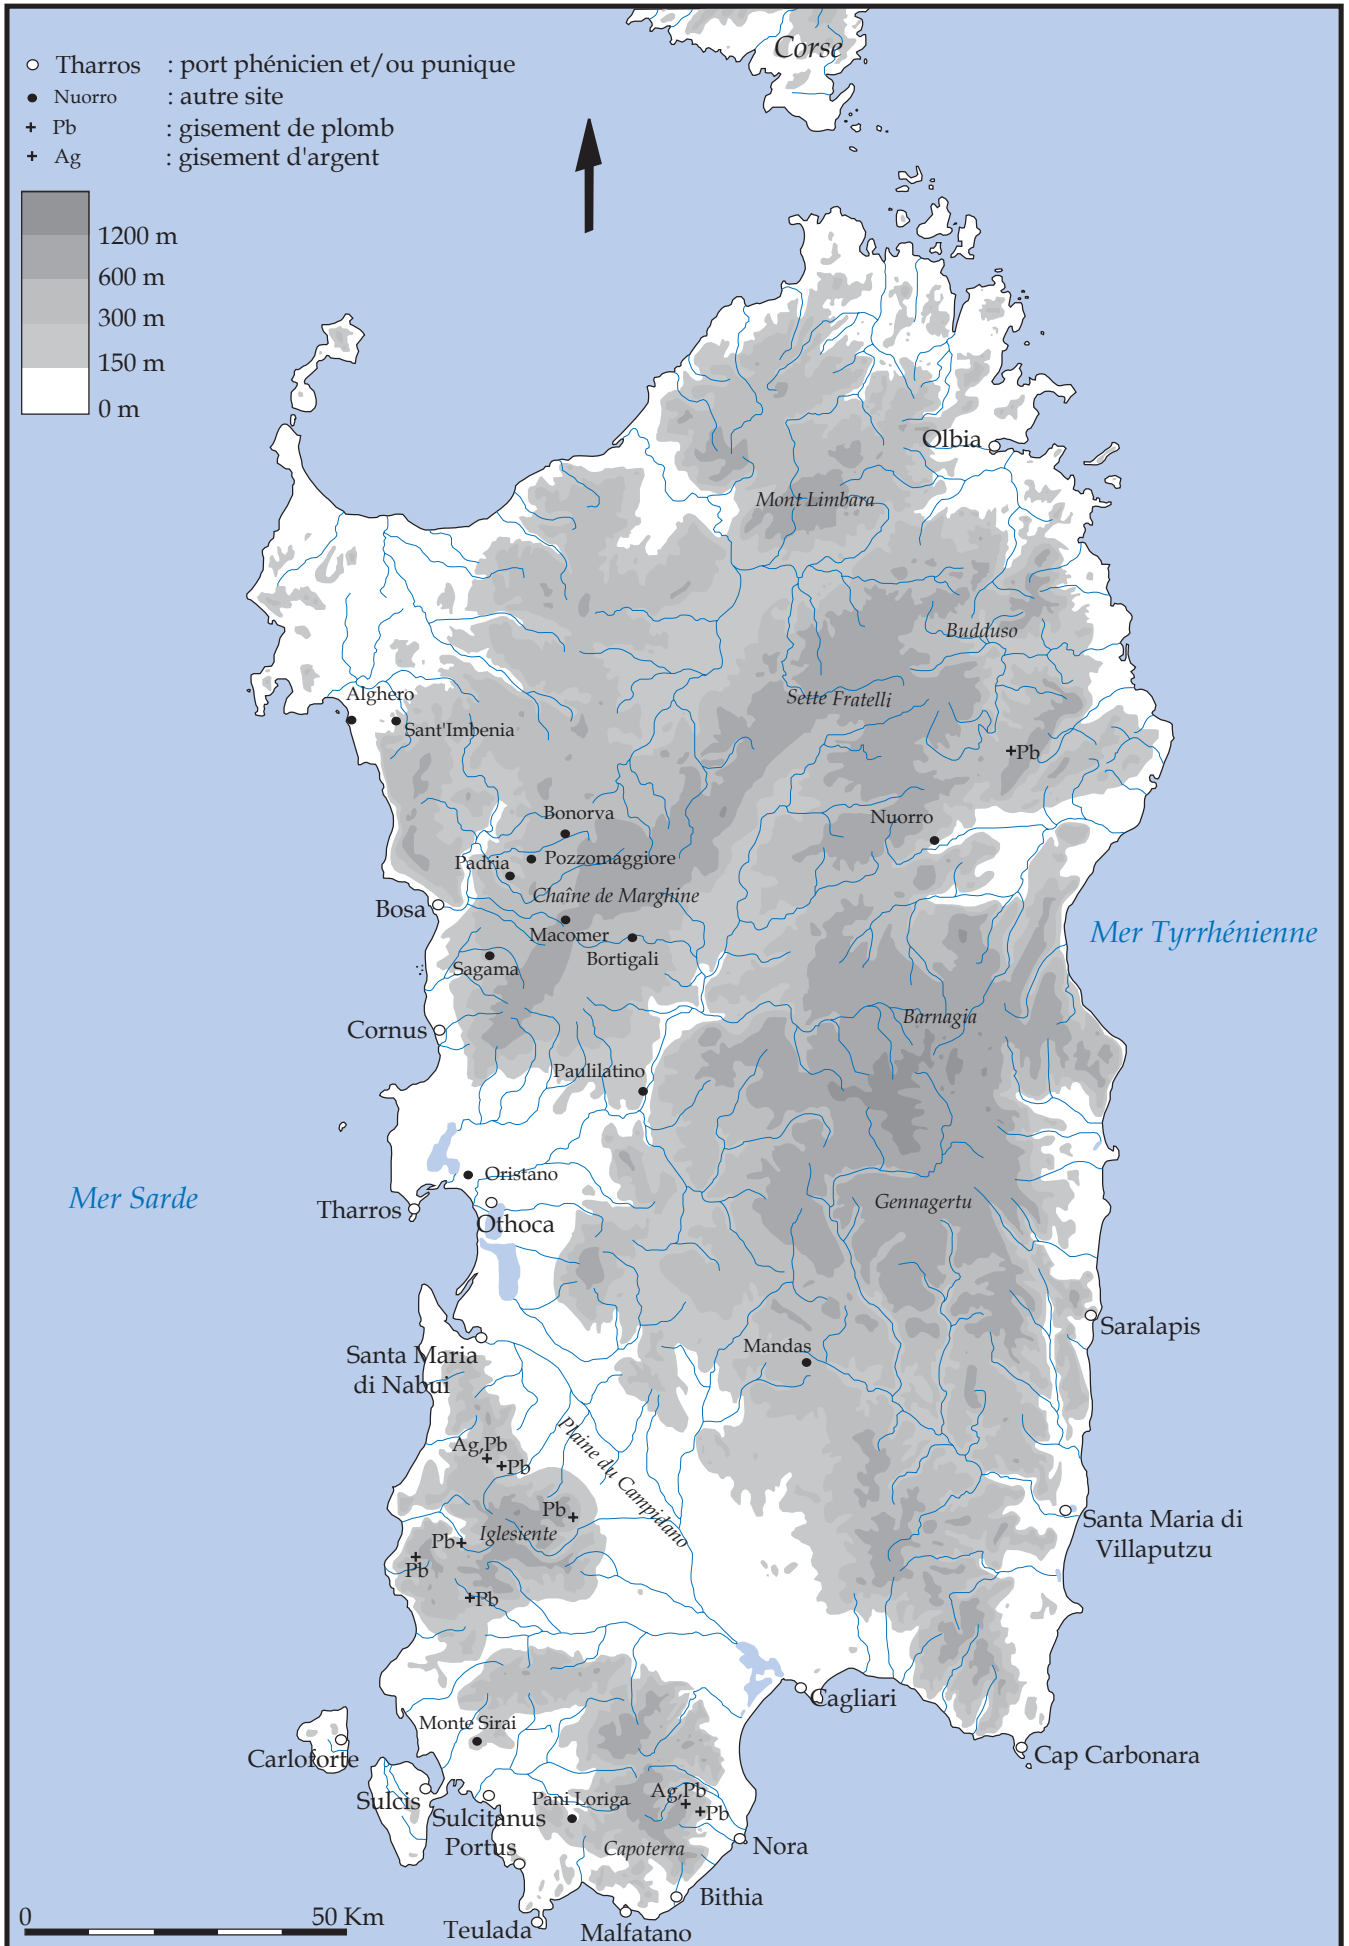 Corse
Tharros : port phénicien et/ou punique
Nuorro : autre site
Pb : gisement de plomb
Ag : gisement d'argent
1200 m
600 m
300 m
150 m
0 m
Olbia
Mont Limbara
Budduso
Sette Fratelli
Alghero
Sant'Imbenia
Pb
Bonorva
Nuorro
Pozzomaggiore
Padria
Chaîne de Marghine
Bosa
Macomer
Bortigali
Mer Tyrrhénienne
Sagama
Cornus
Barnagia
Paulilatino
Oristano
Mer Sarde
Tharros
Othoca
Gennagertu
Saralapis
Santa Maria
di Nabui
Mandas
Plaine du Campidano
Ag,Pb
Pb
Pb
Iglesiente
Pb
Pb
Pb
Santa Maria di
Villaputzu
Cagliari
Monte Sirai
Carloforte
Cap Carbonara
Sulcis
Sulcitanus
Portus
Pani Loriga
Ag,Pb
Pb
Capoterra
Nora
Bithia
Teulada
Malfatano
0 50 Km